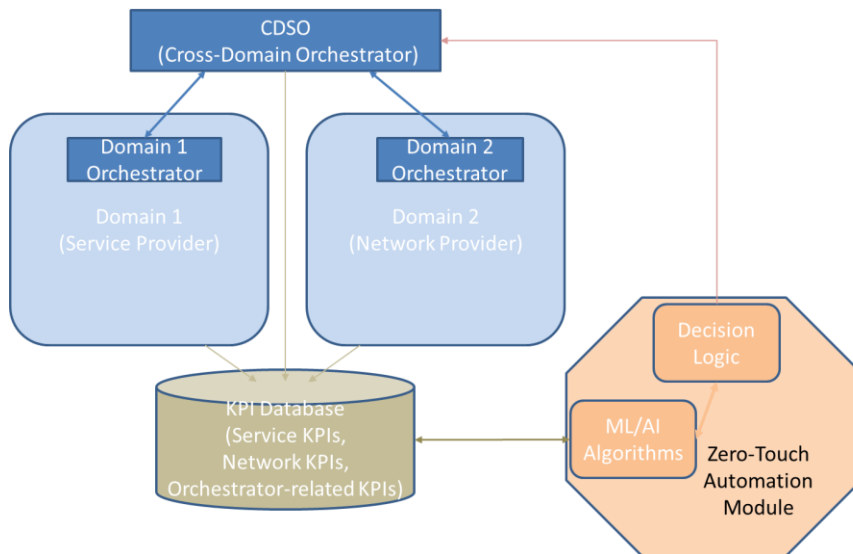 CDSO
(Cross-Domain Orchestrator)
Domain 1
Orchestrator
Domain 2
Orchestrator
Domain 1
(Service Provider)
Domain 2
(Network Provider)
Decision
Logic
KPI Database
(Service KPIs,
Network KPIs,
Orchestrator-related KPIs)
ML/AI
Algorithms
Zero-Touch
Automation
Module